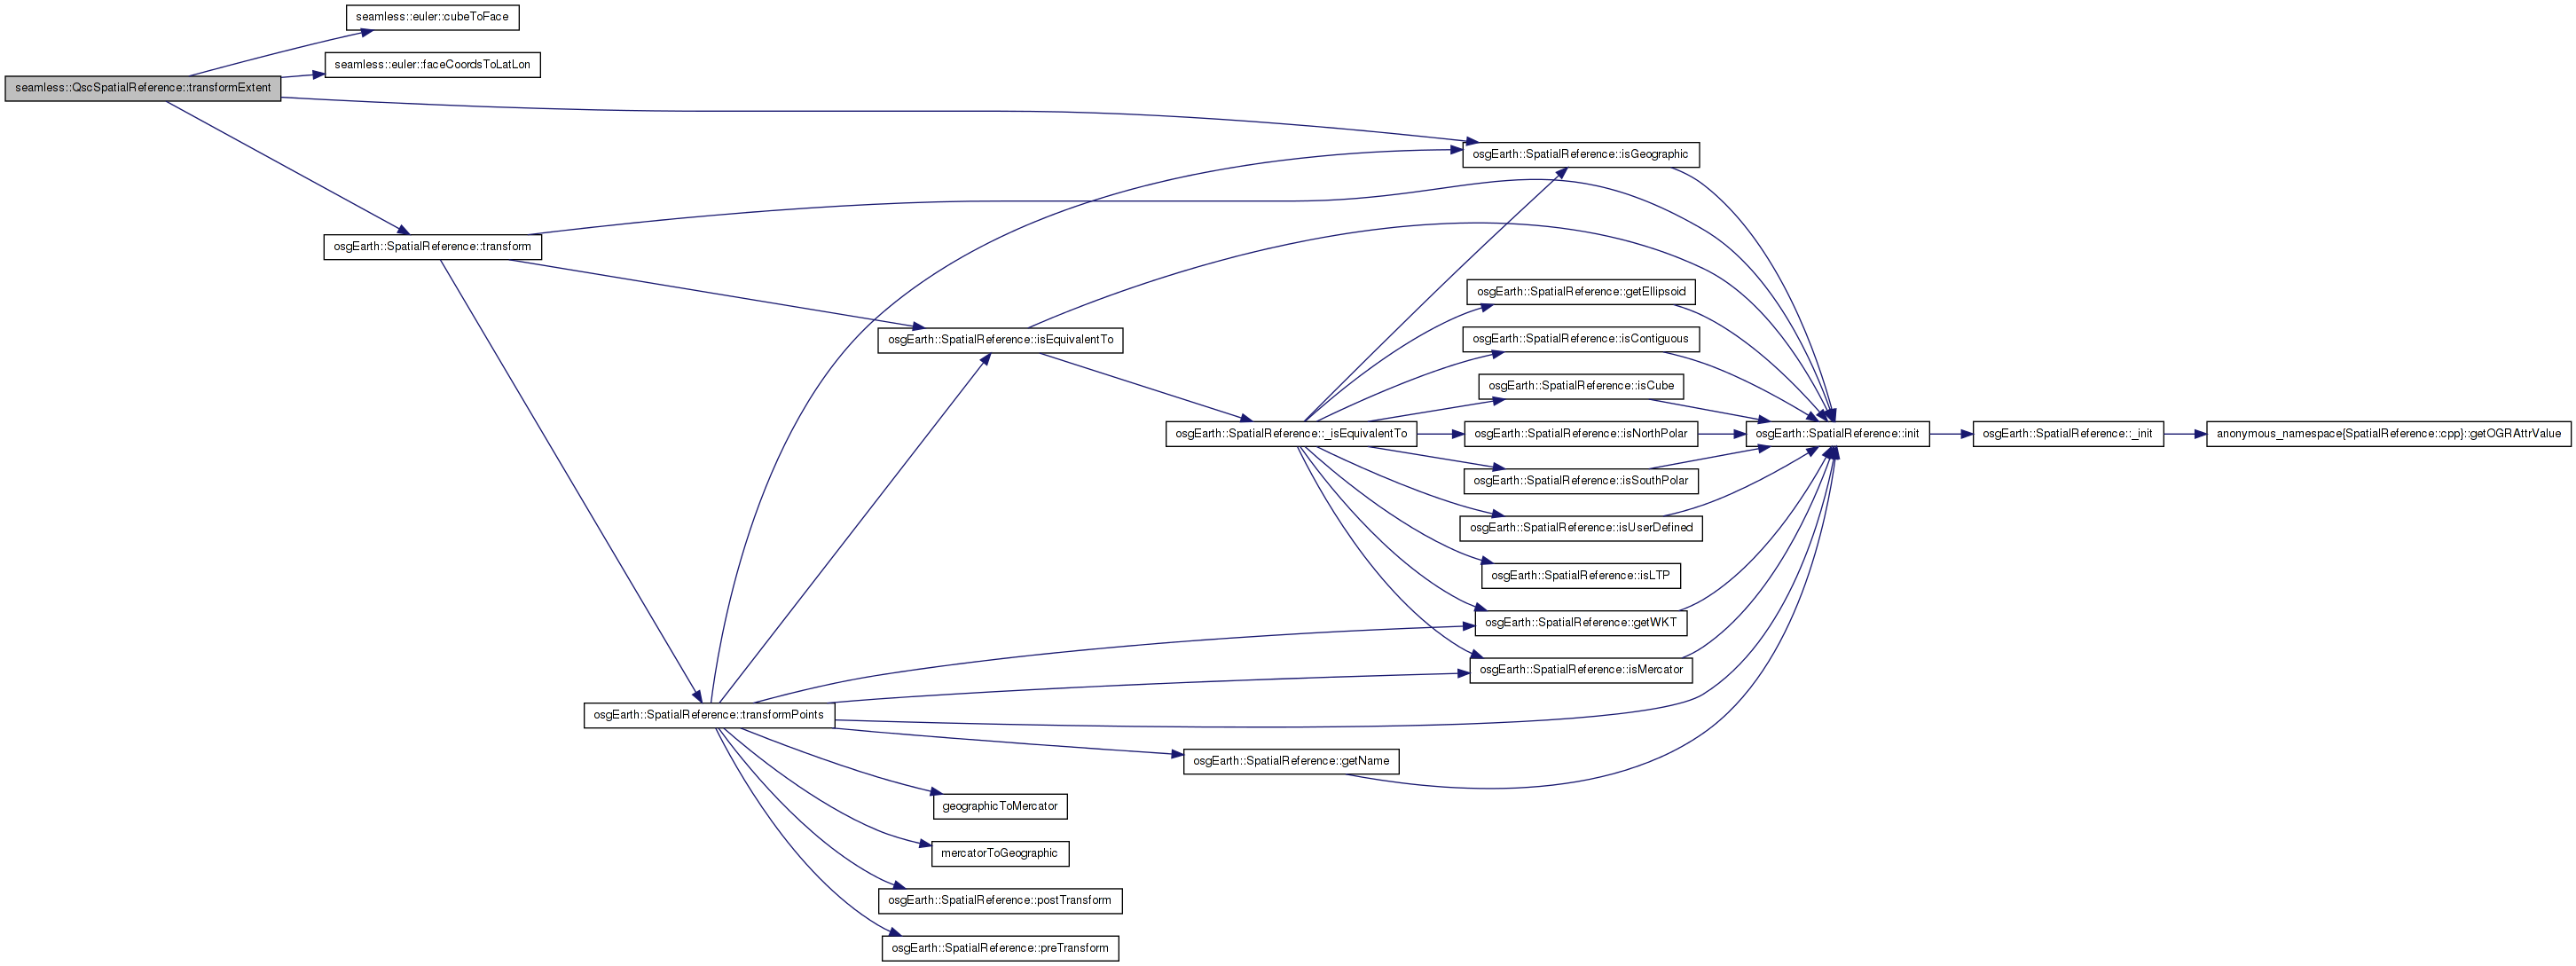 seamless::euler::cubeToFace
seamless::euler::faceCoordsToLatLon
seamless::QscSpatialReference::transformExtent
osgEarth::SpatialReference::isGeographic
osgEarth::SpatialReference::transform
osgEarth::SpatialReference::getEllipsoid
osgEarth::SpatialReference::isEquivalentTo
osgEarth::SpatialReference::isContiguous
osgEarth::SpatialReference::isCube
osgEarth::SpatialReference::_isEquivalentTo
osgEarth::SpatialReference::isNorthPolar
osgEarth::SpatialReference::init
osgEarth::SpatialReference::_init
anonymous_namespace{SpatialReference::cpp}::getOGRAttrValue
osgEarth::SpatialReference::isSouthPolar
osgEarth::SpatialReference::isUserDefined
osgEarth::SpatialReference::isLTP
osgEarth::SpatialReference::getWKT
osgEarth::SpatialReference::isMercator
osgEarth::SpatialReference::transformPoints
osgEarth::SpatialReference::getName
geographicToMercator
mercatorToGeographic
osgEarth::SpatialReference::postTransform
osgEarth::SpatialReference::preTransform